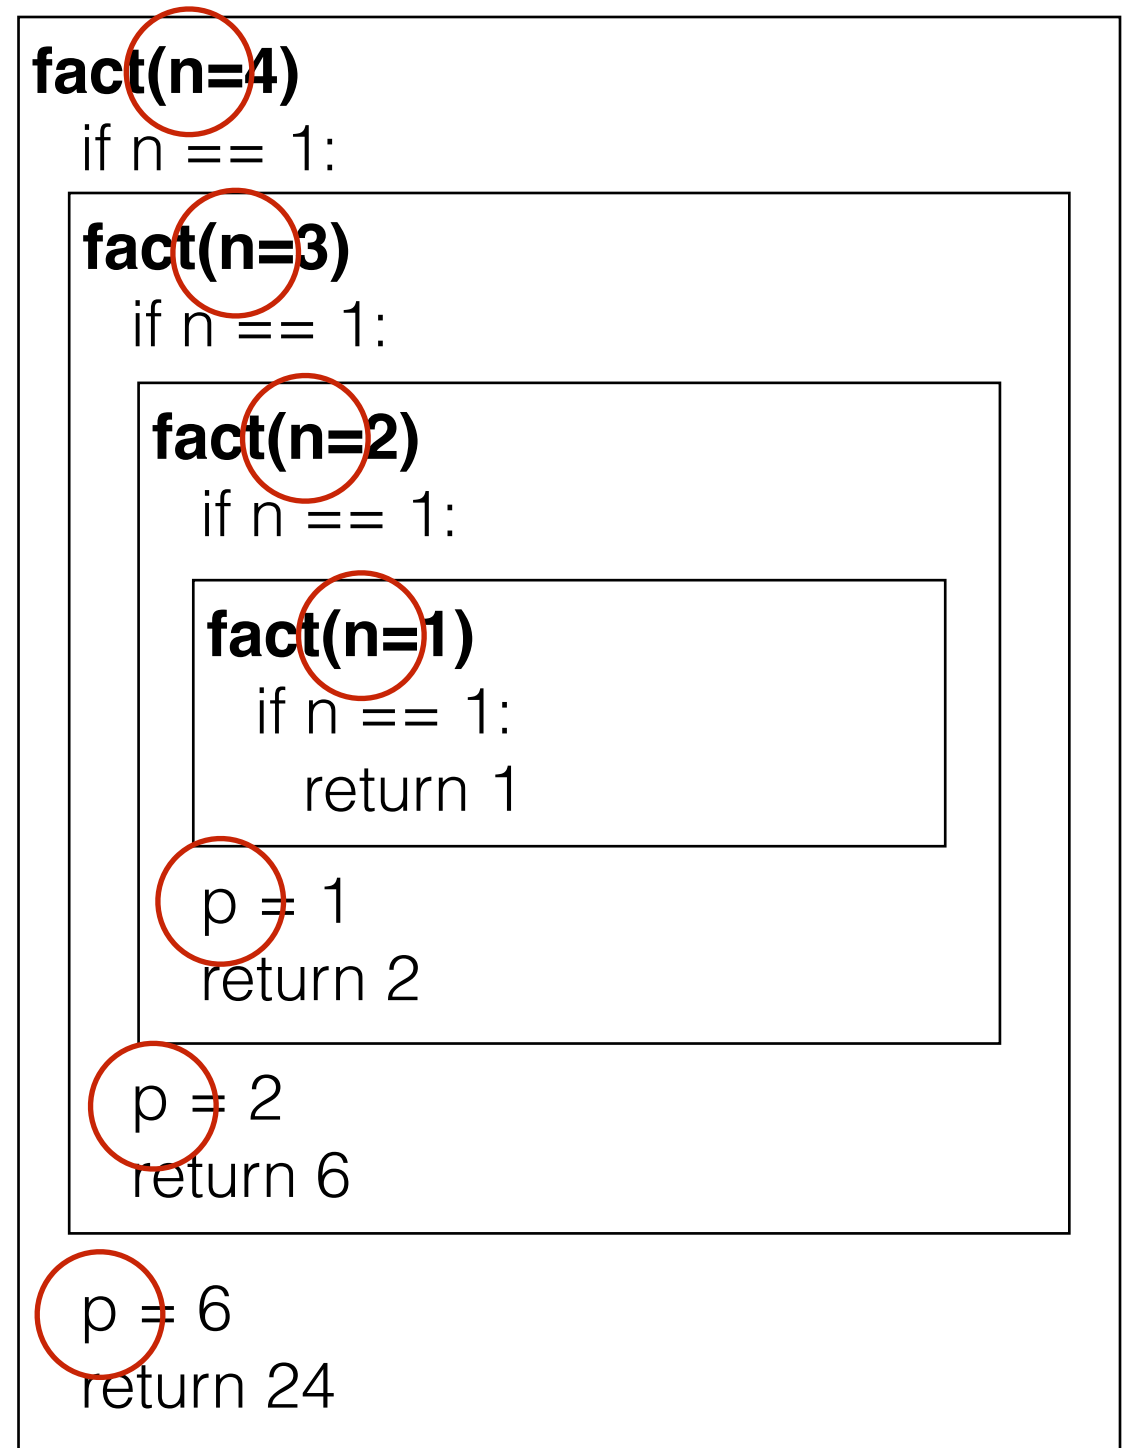 fact(n=4)
if n == 1:
fact(n=3)
if n == 1:
fact(n=2)
if n == 1:
fact(n=1)
if n == 1:
return 1
p = 1
return 2
p = 2
return 6
p = 6
return 24